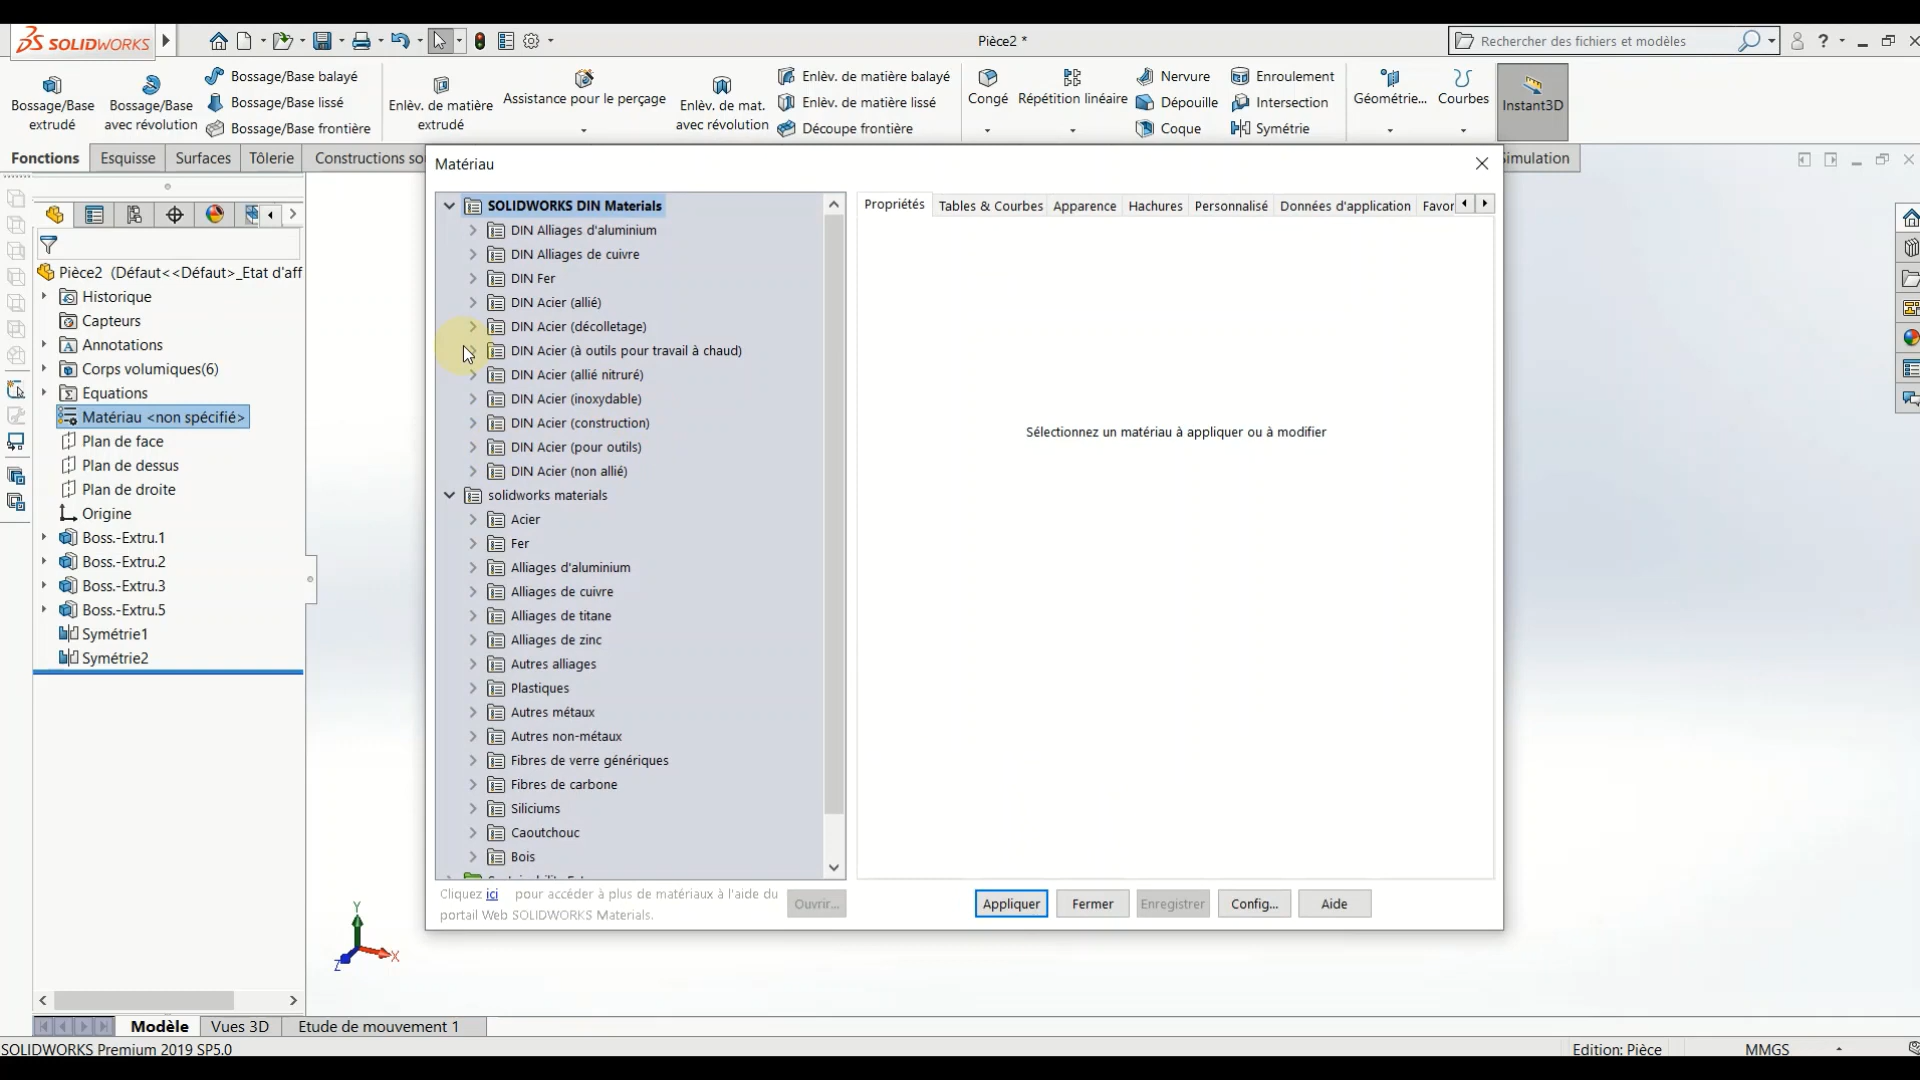 SOLIDWORKS
Pièce2 *
Rechercher des fichiers et modèles
?
Bossage/Base
extrudé
Bossage/Base
avec révolution
Bossage/Base balayé
Bossage/Base lissé
Bossage/Base frontière
Enlèv. de matière
extrudé
Assistance pour le perçage
Enlèv. de mat.
avec révolution
Enlèv. de matière balayé
Enlèv. de matière lissé
Découpe frontière
Congé
Répétition linéaire
Nervure
Dépouille
Coque
Enroulement
Intersection
Symétrie
Géométrie...
Courbes
Instant3D
Fonctions
Esquisse
Surfaces
Tôlerie
Constructions so
Simulation
Pièce2 (Défaut<<Défaut>_Etat d'aff
Historique
Capteurs
Annotations
Corps volumiques(6)
Equations
Matériau <non spécifié>
Plan de face
Plan de dessus
Plan de droite
Origine
Boss.-Extru.1
Boss.-Extru.2
Boss.-Extru.3
Boss.-Extru.5
Symétrie1
Symétrie2
Matériau
SOLIDWORKS DIN Materials
DIN Alliages d'aluminium
DIN Alliages de cuivre
DIN Fer
DIN Acier (allié)
DIN Acier (décolletage)
DIN Acier (à outils pour travail à chaud)
DIN Acier (allié nitruré)
DIN Acier (inoxydable)
DIN Acier (construction)
DIN Acier (pour outils)
DIN Acier (non allié)
solidworks materials
Acier
Fer
Alliages d'aluminium
Alliages de cuivre
Alliages de titane
Alliages de zinc
Autres alliages
Plastiques
Autres métaux
Autres non-métaux
Fibres de verre génériques
Fibres de carbone
Siliciums
Caoutchouc
Bois
Cliquez ici pour accéder à plus de matériaux à l'aide du
portail Web SOLIDWORKS Materials.
Ouvrir...
Propriétés
Tables & Courbes
Apparence
Hachures
Personnalisé
Données d'application
Favor
Sélectionnez un matériau à appliquer ou à modifier
Appliquer
Fermer
Enregistrer
Config...
Aide
Y
X
Z
Modèle
Vues 3D
Etude de mouvement 1
SOLIDWORKS Premium 2019 SP5.0
Edition: Pièce
MMGS